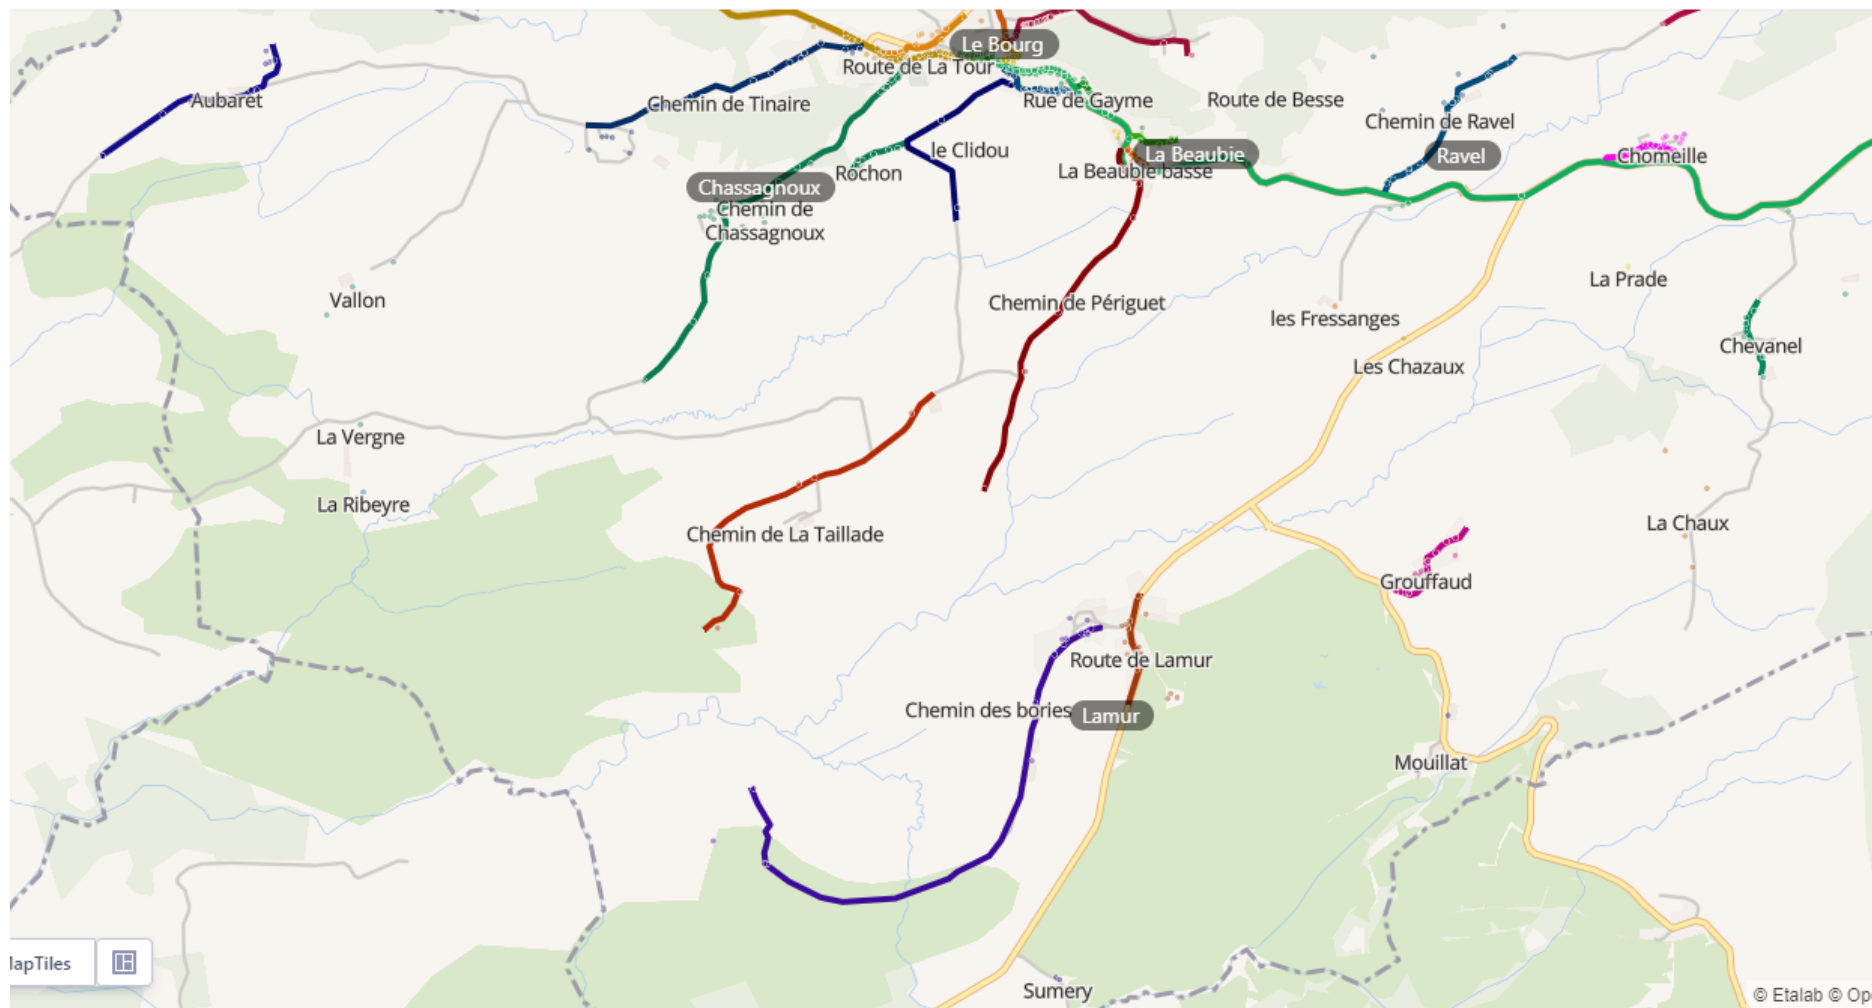 Le Bourg
Route de La Tour
Aubaret
Chemin de Tinaire
Rue de Gayme
Route de Besse
Chemin de Ravel
le Clidou
La Beaubie
Ravel
Chomeille
Rochon
La Beaubie basse
Chassagnoux
Chemin de
Chassagnoux
La Prade
Vallon
Chemin de Périguet
les Fressanges
Chevanel
Les Chazaux
La Vergne
La Ribeyre
La Chaux
Chemin de La Taillade
Grouffaud
Route de Lamur
Chemin des bories
Lamur
Mouillat
MapTiles
Sumery
© Etalab © Op